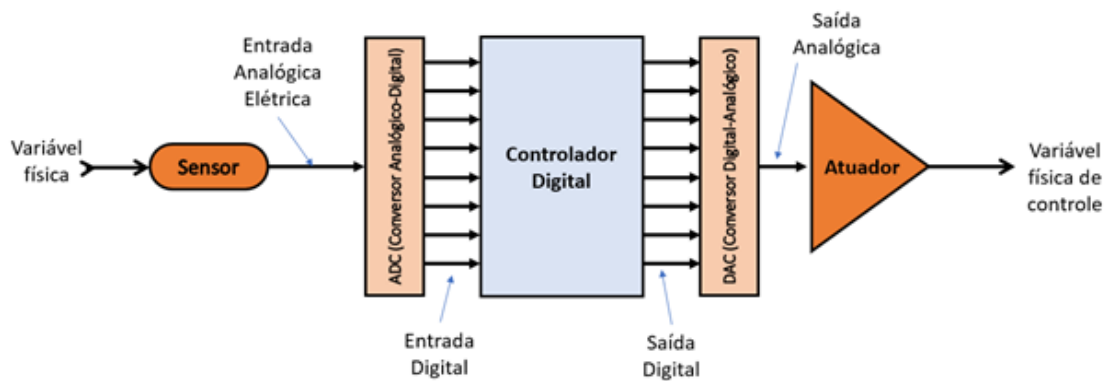 Variável
física
Sensor
Entrada
Analógica
Elétrica
ADC (Conversor Analógico-Digital)
Entrada
Digital
Controlador
Digital
Saída
Digital
DAC (Conversor Digital-Analógico)
Saída
Analógica
Atuador
Variável
física de
controle